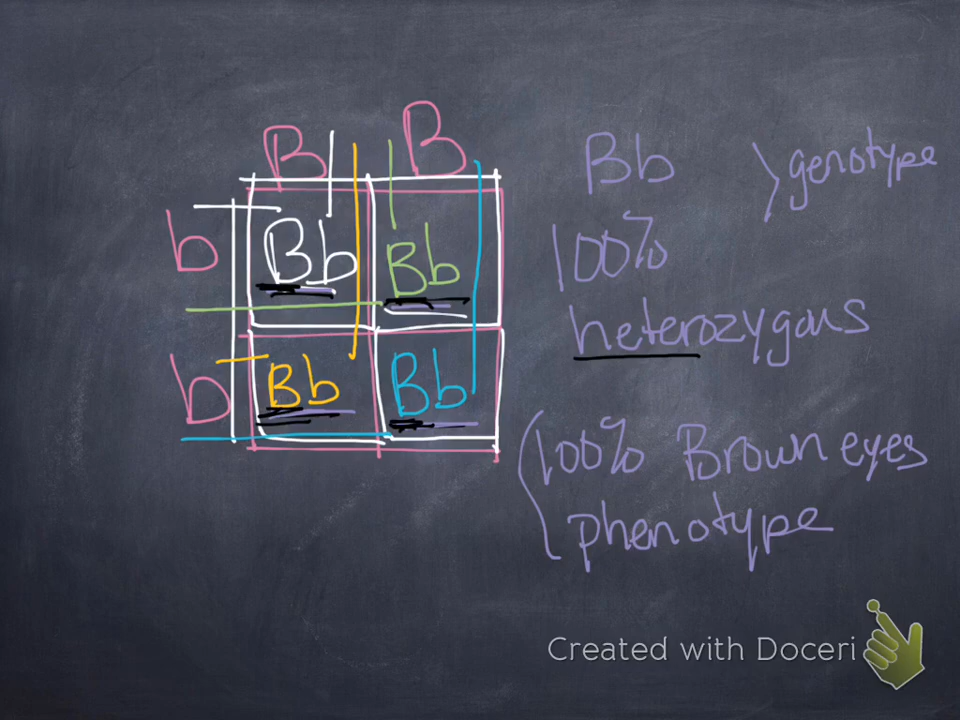 B B
b Bb Bb
b Bb Bb
Bb genotype
100%
heterozygous
100% Brown eyes
phenotype
Created with Doceri